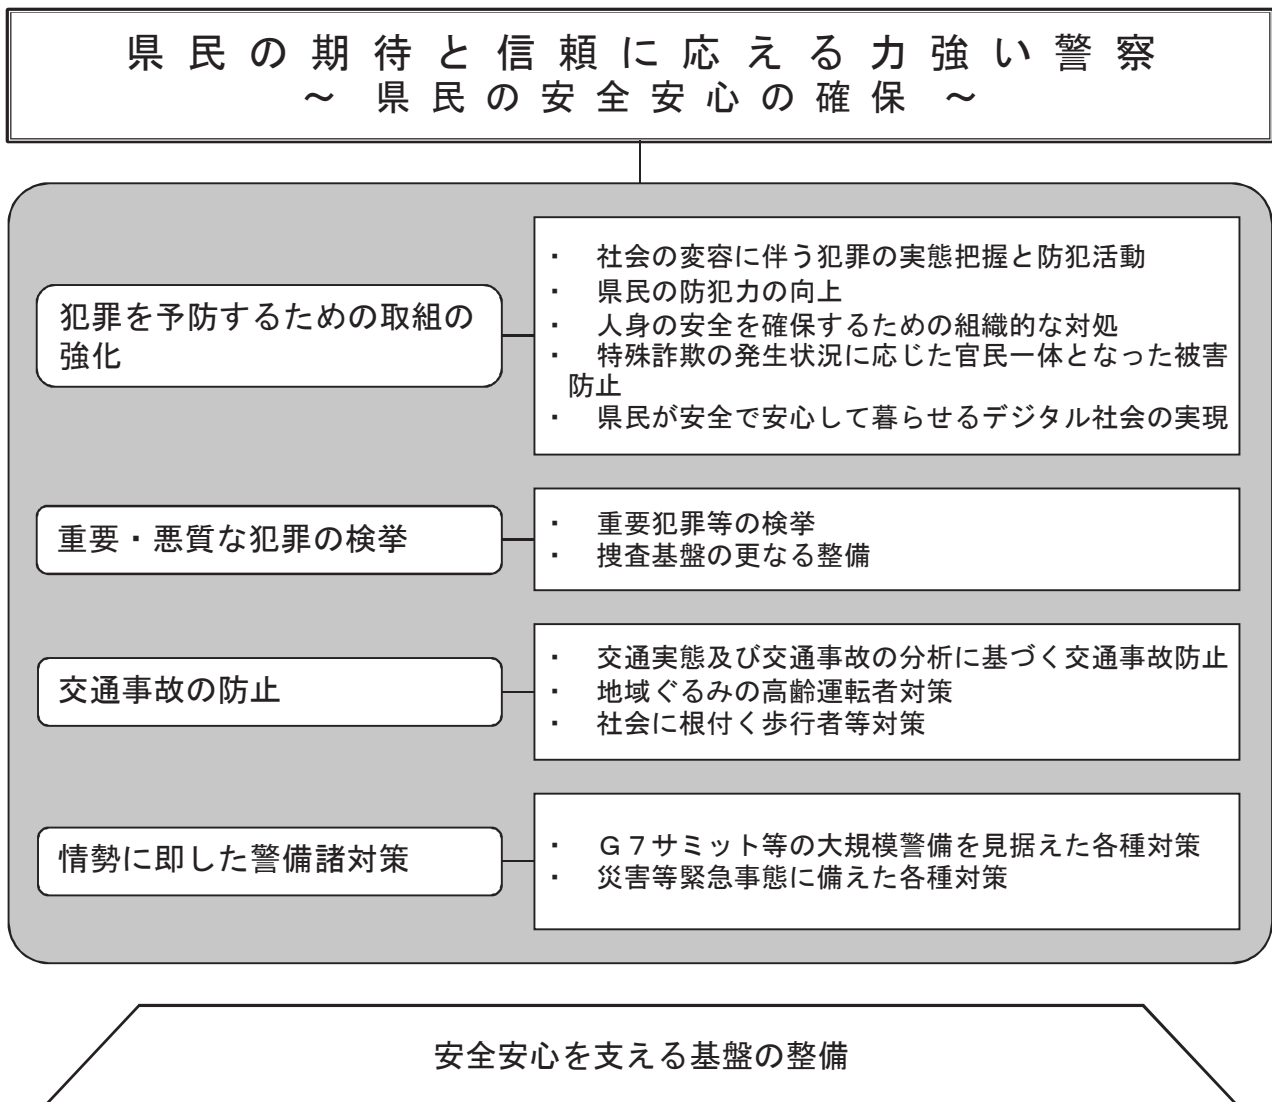 県民の期待と信頼に応える力強い警察
～ 県民の安全安心の確保 ～
犯罪を予防するための取組の
強化
・ 社会の変容に伴う犯罪の実態把握と防犯活動
・ 県民の防犯力の向上
・ 人身の安全を確保するための組織的な対処
・ 特殊詐欺の発生状況に応じた官民一体となった被害
防止
・ 県民が安全で安心して暮らせるデジタル社会の実現
重要・悪質な犯罪の検挙
・ 重要犯罪等の検挙
・ 捜査基盤の更なる整備
交通事故の防止
・ 交通実態及び交通事故の分析に基づく交通事故防止
・ 地域ぐるみの高齢運転者対策
・ 社会に根付く歩行者等対策
情勢に即した警備諸対策
・ Ｇ７サミット等の大規模警備を見据えた各種対策
・ 災害等緊急事態に備えた各種対策
安全安心を支える基盤の整備